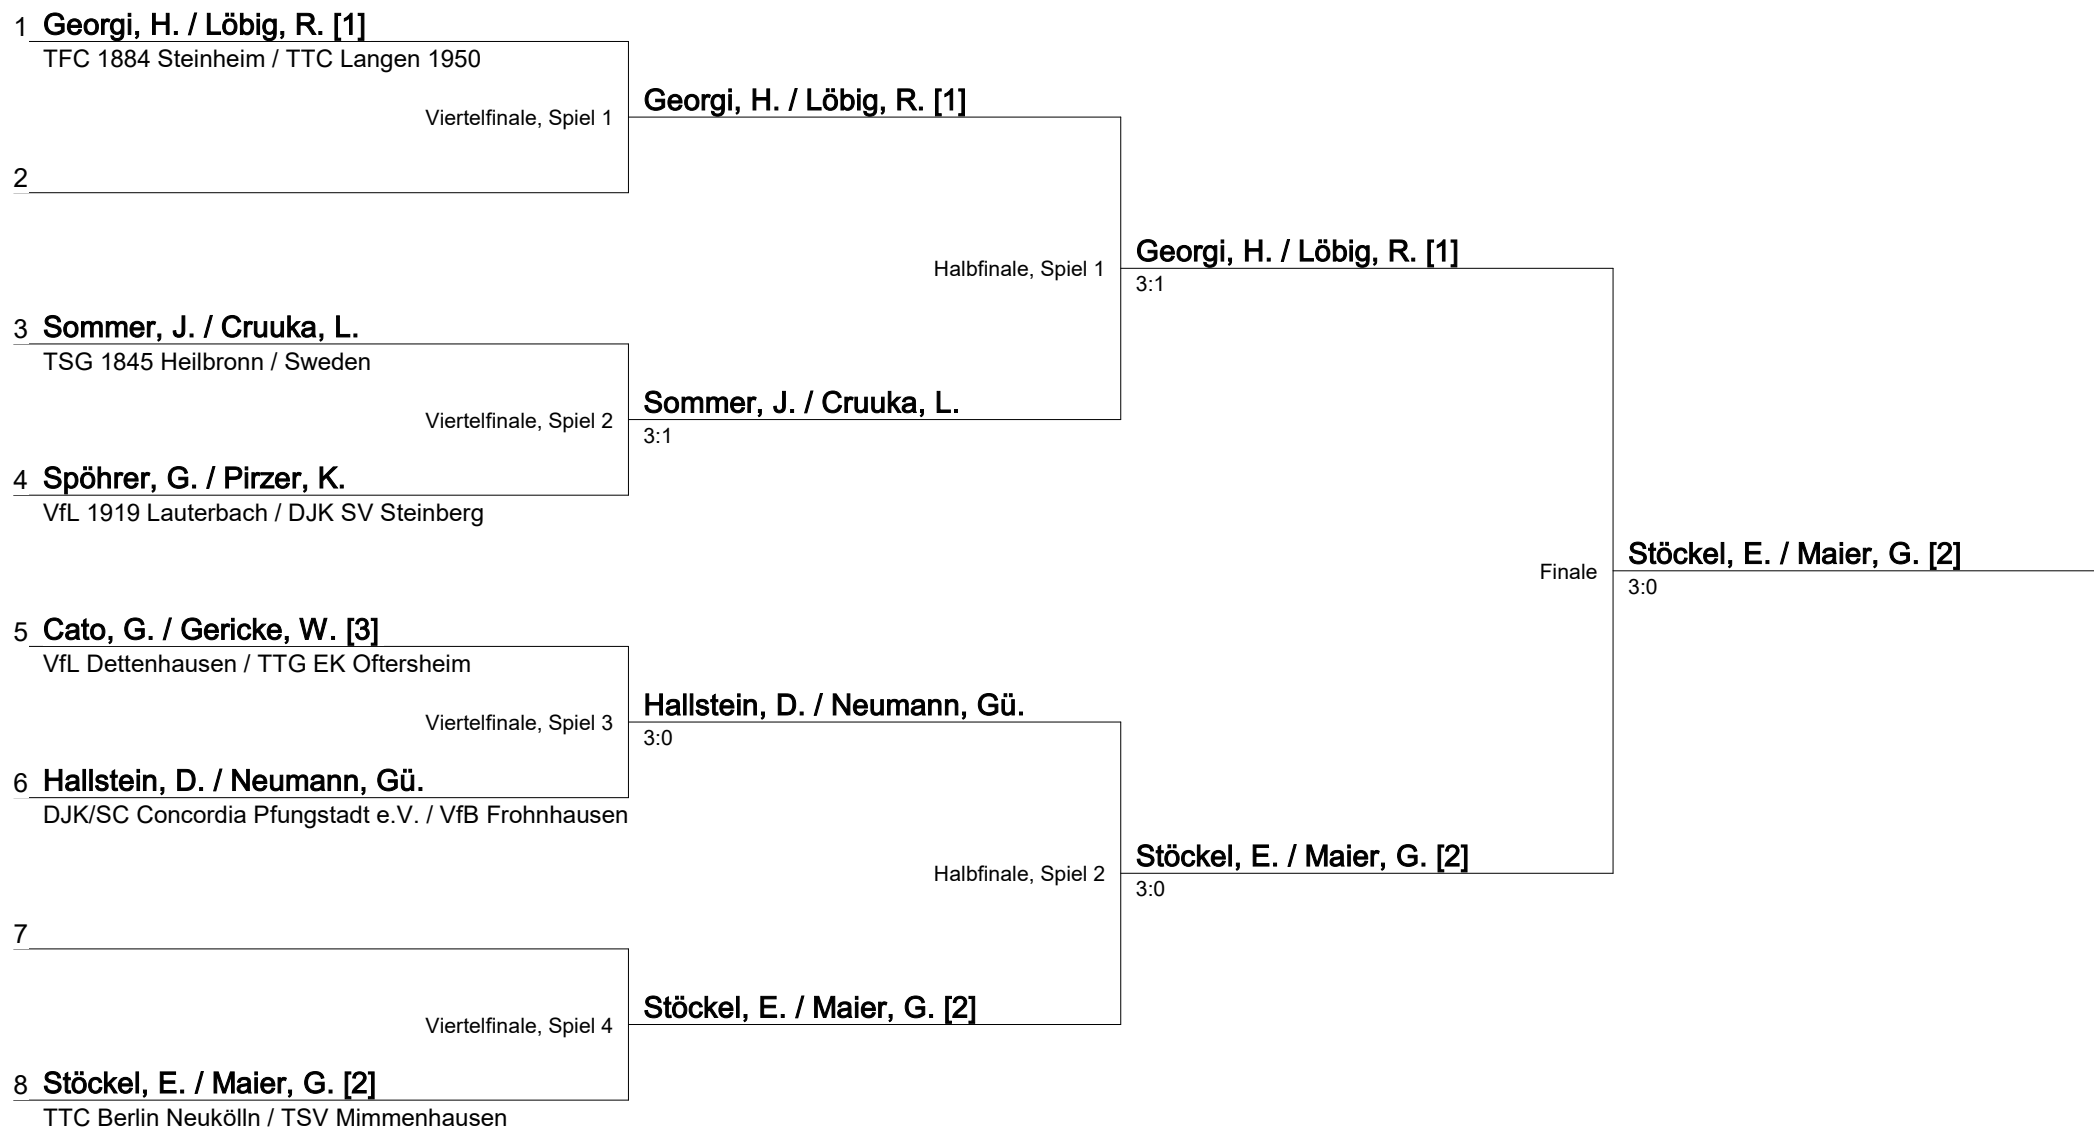 1 Georgi, H. / Löbig, R. [1]
TFC 1884 Steinheim / TTC Langen 1950
Georgi, H. / Löbig, R. [1]
Viertelfinale, Spiel 1
2
Georgi, H. / Löbig, R. [1]
Halbfinale, Spiel 1
3:1
3 Sommer, J. / Cruuka, L.
TSG 1845 Heilbronn / Sweden
Sommer, J. / Cruuka, L.
Viertelfinale, Spiel 2
3:1
4 Spöhrer, G. / Pirzer, K.
VfL 1919 Lauterbach / DJK SV Steinberg
Stöckel, E. / Maier, G. [2]
Finale
3:0
5 Cato, G. / Gericke, W. [3]
VfL Dettenhausen / TTG EK Oftersheim
Hallstein, D. / Neumann, Gü.
Viertelfinale, Spiel 3
3:0
6 Hallstein, D. / Neumann, Gü.
DJK/SC Concordia Pfungstadt e.V. / VfB Frohnhausen
Stöckel, E. / Maier, G. [2]
Halbfinale, Spiel 2
3:0
7
Stöckel, E. / Maier, G. [2]
Viertelfinale, Spiel 4
8 Stöckel, E. / Maier, G. [2]
TTC Berlin Neukölln / TSV Mimmenhausen